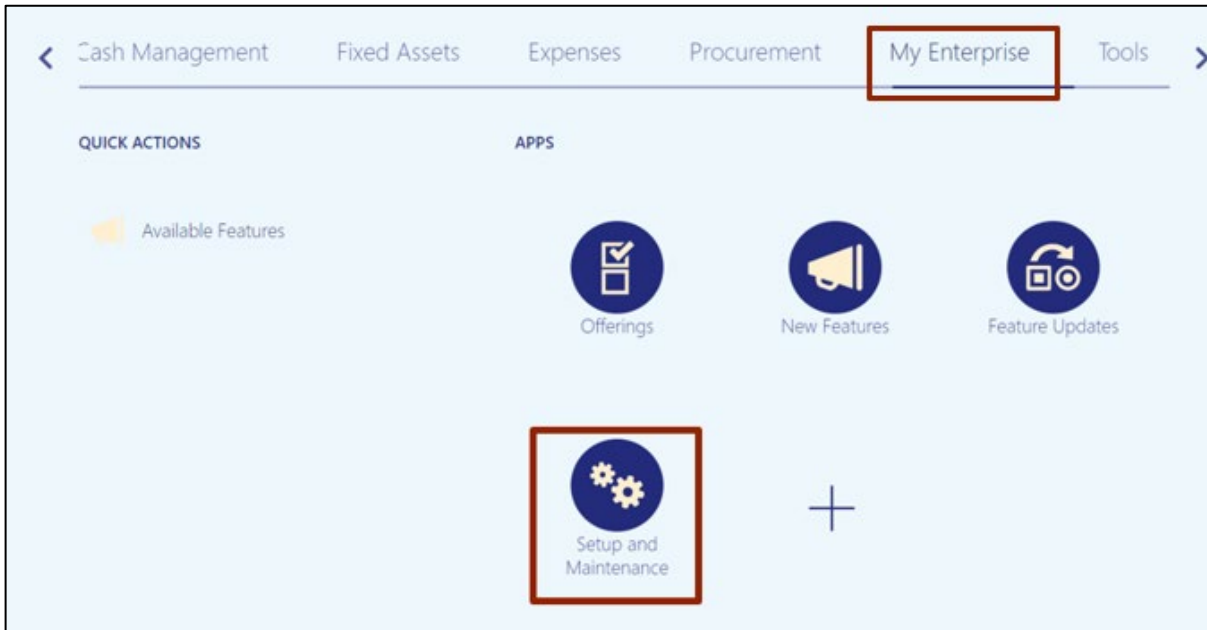 Cash Management Fixed Assets Expenses Procurement My Enterprise Tools
QUICK ACTIONS APPS
Available Features
Offerings New Features Feature Updates
Setup and
Maintenance